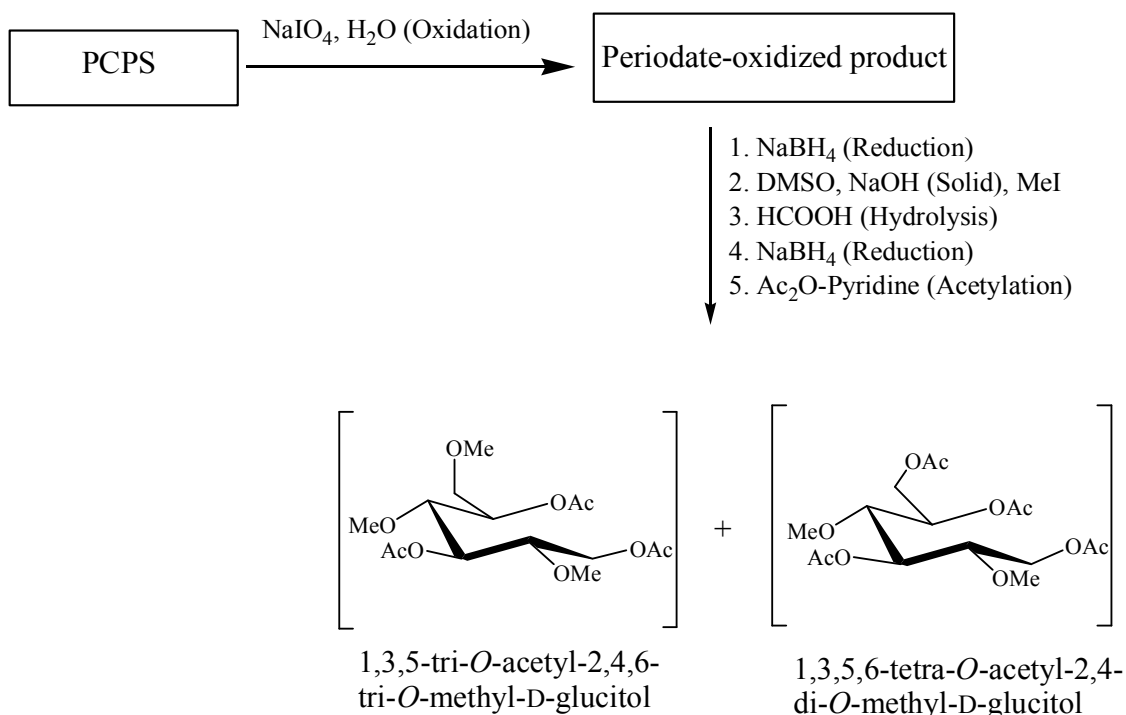 NaIO₄, H₂O (Oxidation)
PCPS
Periodate-oxidized product
1. NaBH₄ (Reduction)
2. DMSO, NaOH (Solid), MeI
3. HCOOH (Hydrolysis)
4. NaBH₄ (Reduction)
5. Ac₂O-Pyridine (Acetylation)
OMe
OAc
MeO
AcO
OAc
OMe
+
OAc
OAc
MeO
AcO
OAc
OMe
1,3,5-tri-O-acetyl-2,4,6-
tri-O-methyl-D-glucitol
1,3,5,6-tetra-O-acetyl-2,4-
di-O-methyl-D-glucitol